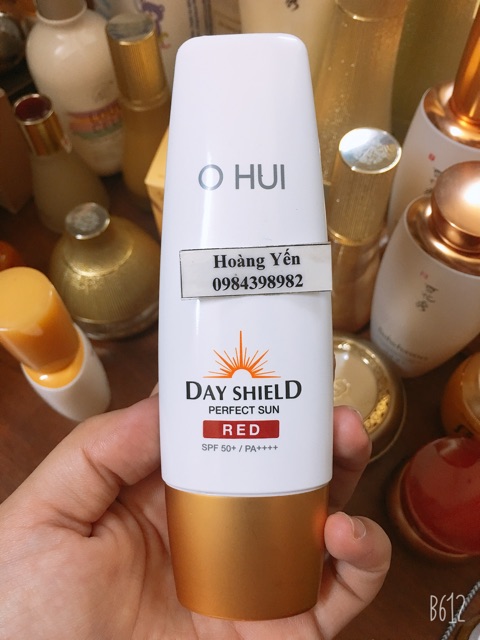 O HUI
Hoàng Yến
0984398982
DAY SHIELD
PERFECT SUN
RED
SPF 50+ / PA++++
B612